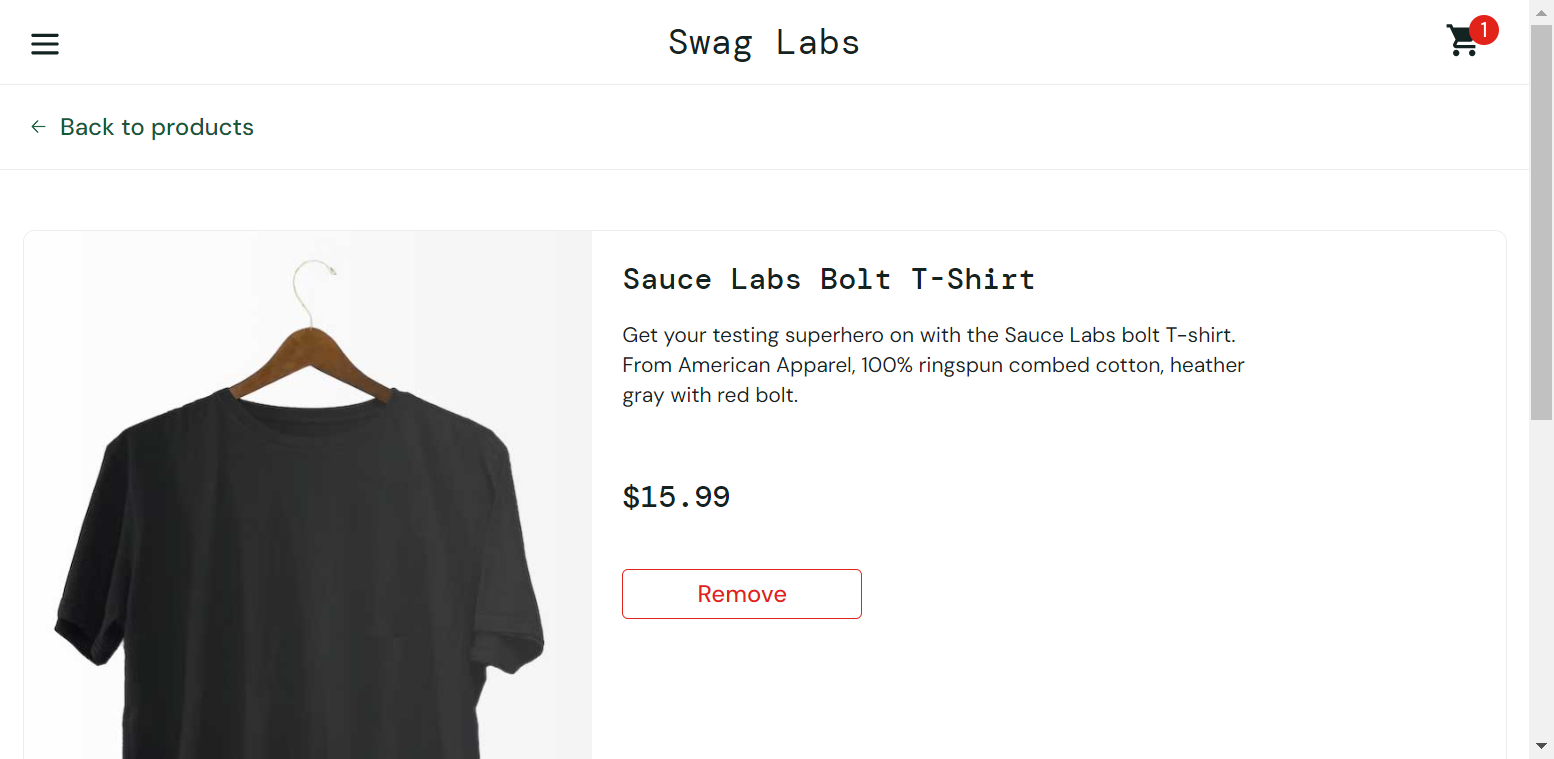 Swag Labs
1
Back to products
Sauce Labs Bolt T-Shirt
Get your testing superhero on with the Sauce Labs bolt T-shirt.
From American Apparel, 100% ringspun combed cotton, heather
gray with red bolt.
$15.99
Remove